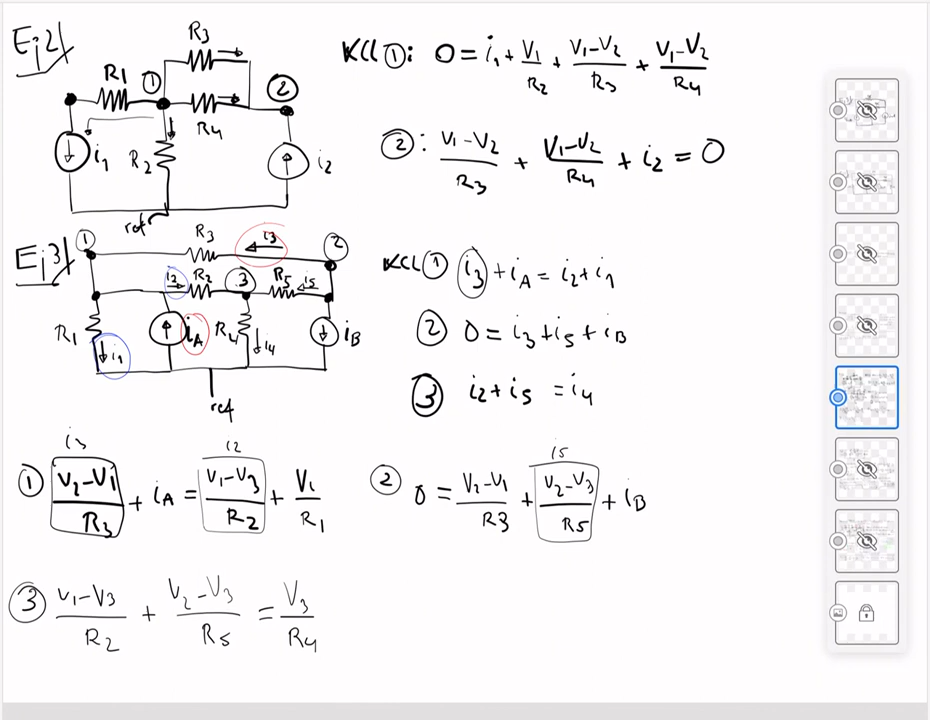 Ej2)
R3
R1
①
②
R4
i1
R2
i2
ref
KCL ①: 0 = i1 + V1/R2 + (V1-V2)/R3 + (V1-V2)/R4
②: (V1-V2)/R3 + (V1-V2)/R4 + i2 = 0
Ej3)
①
R3
i3
②
i2
R2
3
R5
i5
R1
i1
iA
R4
i4
iB
ref
KCL ① i3 + iA = i2 + i1
② 0 = i3 + i5 + iB
③ i2 + i5 = i4
i3
i2
① (V2-V1)/R3 + iA = (V1-V3)/R2 + V1/R1
i5
② 0 = (V2-V1)/R3 + (V2-V3)/R5 + iB
③ (V1-V3)/R2 + (V2-V3)/R5 = V3/R4